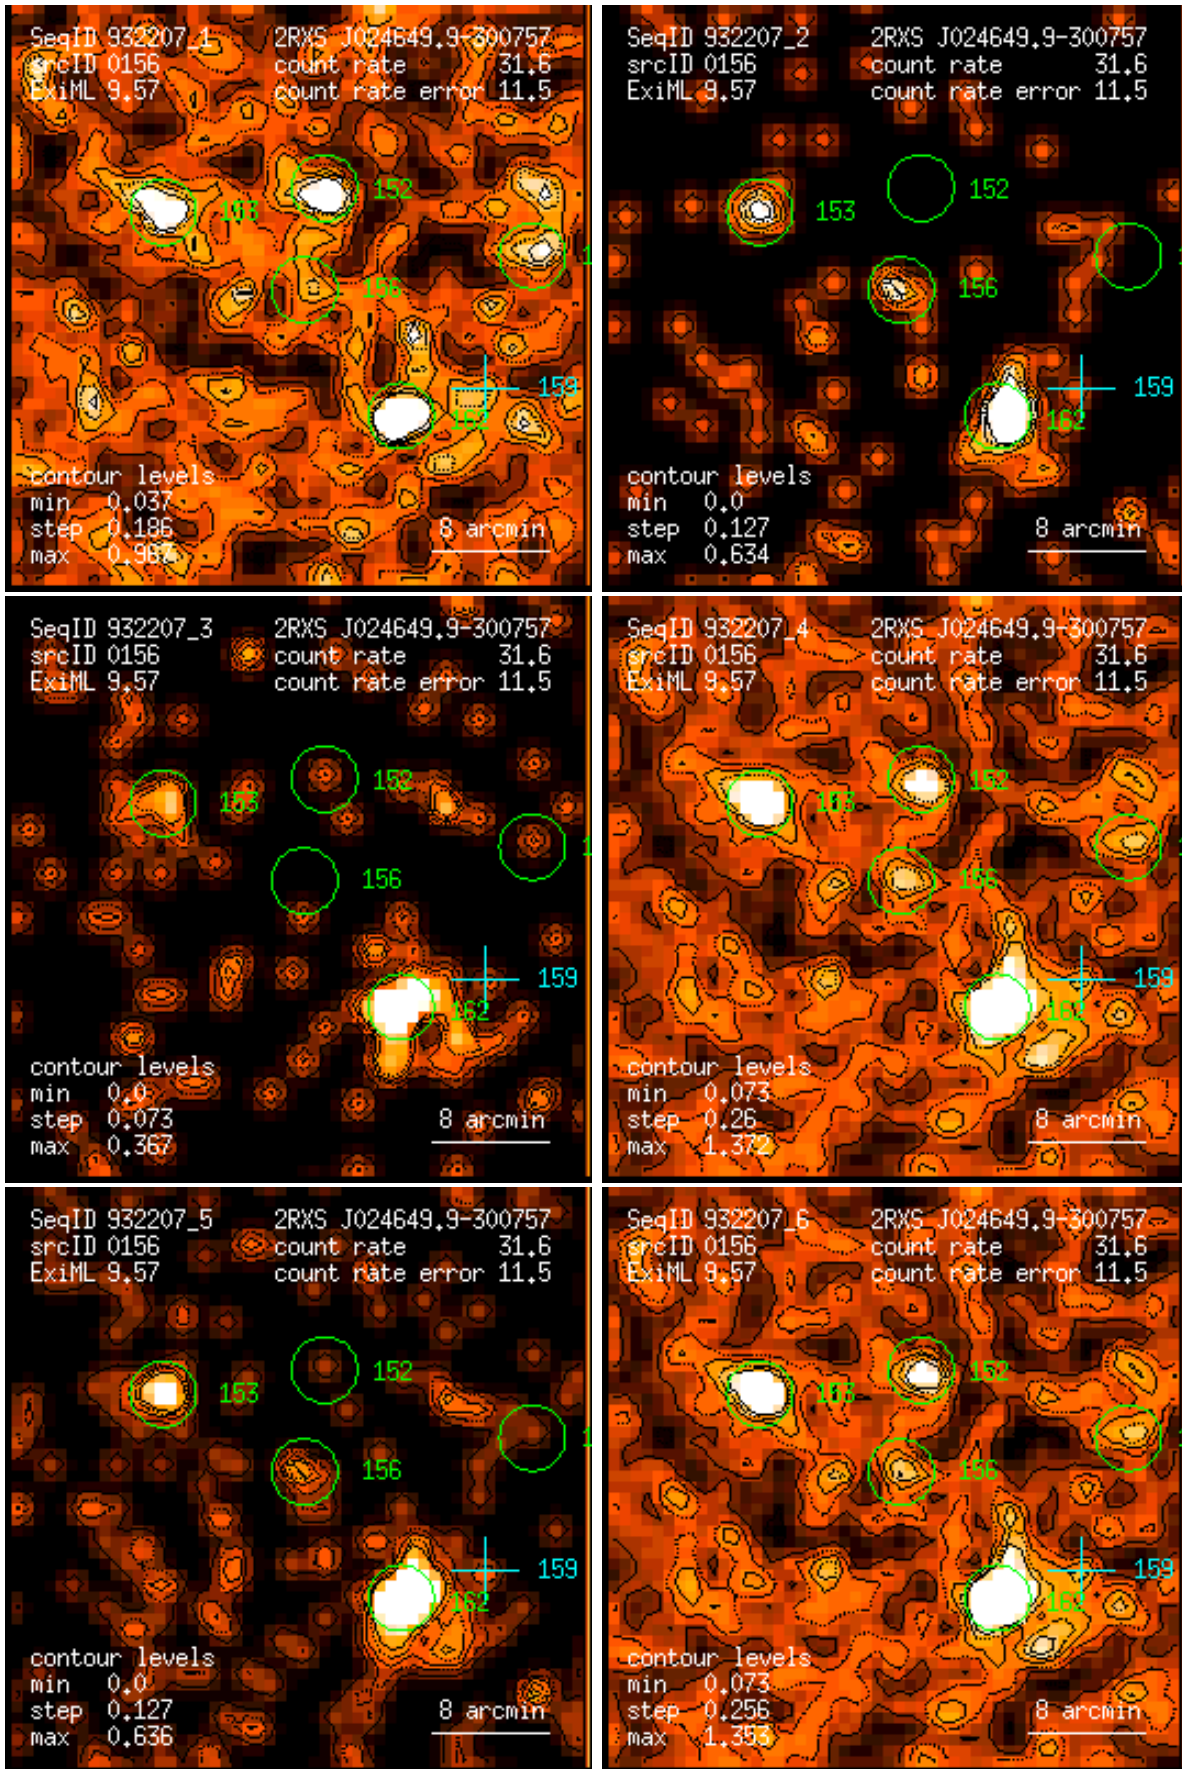 SeqID 932207_1 2RXS J024649.9-300757
srcID 0156 count rate 31.6
ExiML 9.57 count rate error 11.5
152
153
1
156
159
162
contour levels
min 0.037
step 0.186 8 arcmin
max 0.967
SeqID 932207_2 2RXS J024649.9-300757
srcID 0156 count rate 31.6
ExiML 9.57 count rate error 11.5
152
153
156
159
162
contour levels
min 0.0
step 0.127 8 arcmin
max 0.634
SeqID 932207_3 2RXS J024649.9-300757
srcID 0156 count rate 31.6
ExiML 9.57 count rate error 11.5
152
153
1
156
159
162
contour levels
min 0.0
step 0.073 8 arcmin
max 0.367
SeqID 932207_4 2RXS J024649.9-300757
srcID 0156 count rate 31.6
ExiML 9.57 count rate error 11.5
152
153
156
159
162
contour levels
min 0.073
step 0.26 8 arcmin
max 1.372
SeqID 932207_5 2RXS J024649.9-300757
srcID 0156 count rate 31.6
ExiML 9.57 count rate error 11.5
152
153
1
156
159
162
contour levels
min 0.0
step 0.127 8 arcmin
max 0.636
SeqID 932207_6 2RXS J024649.9-300757
srcID 0156 count rate 31.6
ExiML 9.57 count rate error 11.5
152
153
156
159
162
contour levels
min 0.073
step 0.256 8 arcmin
max 1.353